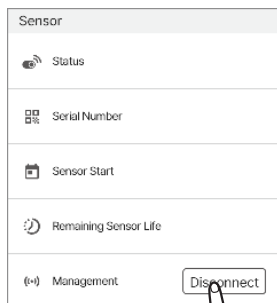 Sensor
Status
Serial Number
Sensor Start
Remaining Sensor Life
Management
Disconnect